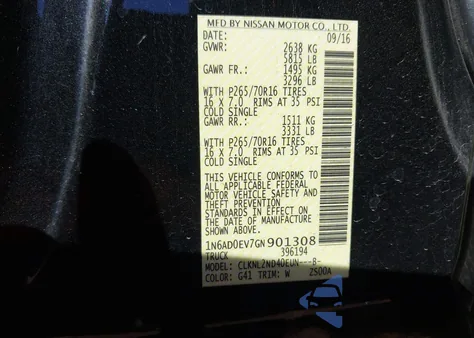 MFD BY NISSAN MOTOR CO., LTD.
DATE: 09/16
GVWR: 2638 KG
5815 LB
GAWR FR.: 1495 KG
3296 LB
WITH P265/70R16 TIRES
16 X 7.0 RIMS AT 35 PSI
COLD SINGLE
GAWR RR.: 1511 KG
3331 LB
WITH P265/70R16 TIRES
16 X 7.0 RIMS AT 35 PSI
COLD SINGLE
THIS VEHICLE CONFORMS TO
ALL APPLICABLE FEDERAL
MOTOR VEHICLE SAFETY
AND THEFT PREVENTION
STANDARDS IN EFFECT ON
THE DATE OF MANUFACTURE
SHOWN ABOVE.
1N6AD0EV7GN901308
TRUCK 396194
MODEL: CLKNL2ND40EUN---B-
COLOR: G41 TRIM: W ZS00A